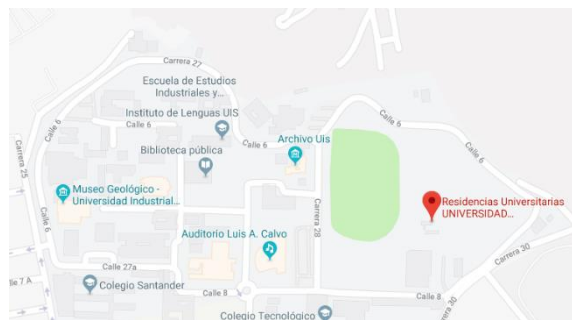 Carrera 27
Escuela de Estudios
Industriales y...
Instituto de Lenguas UIS
Calle 6
Calle 6
Calle 6
Calle 6
Archivo Uis
Calle 6
Biblioteca pública
Carrera 25
Museo Geológico -
Universidad Industrial...
Residencias Universitarias
UNIVERSIDAD...
Carrera 28
Calle 6
Auditorio Luis A. Calvo
Carrera 30
Calle 27a
Colegio Santander
Calle 8
Calle 8
Carrera 30
Colegio Tecnológico